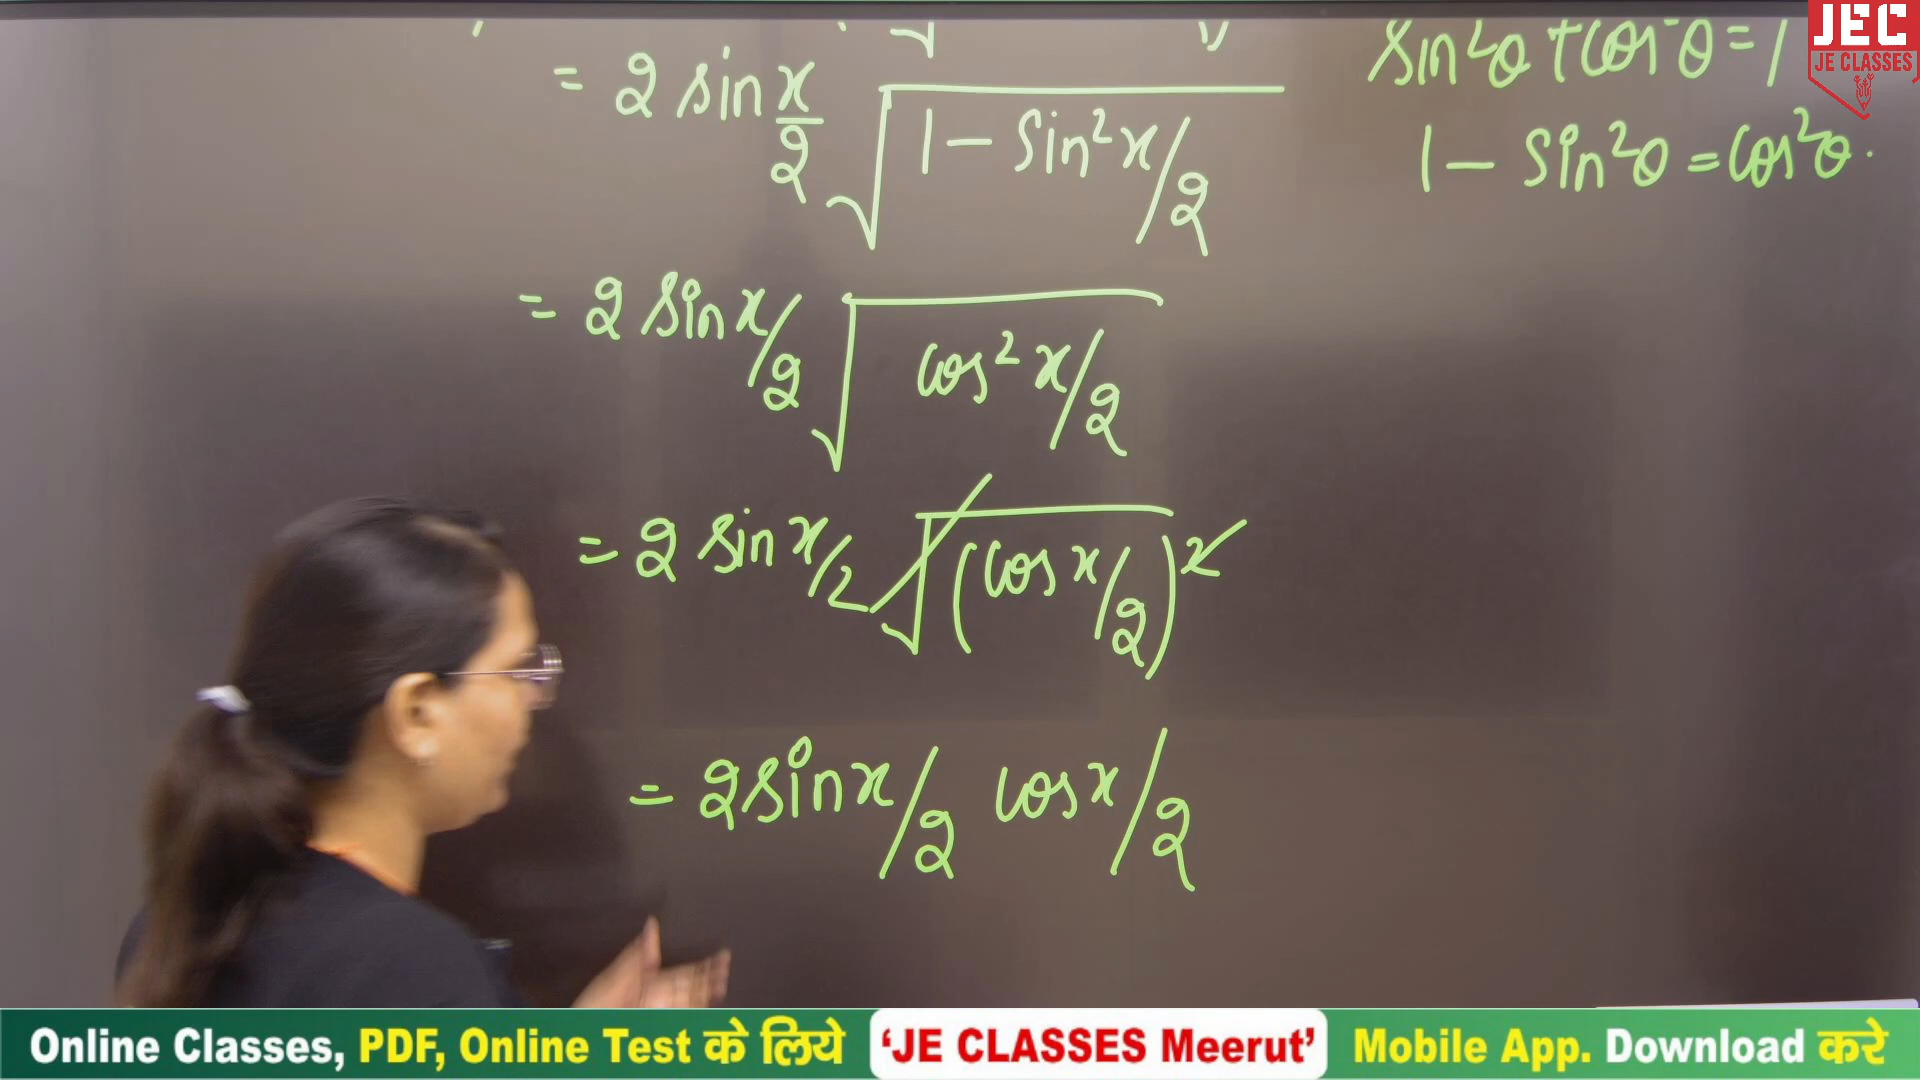 = 2 sin x/2 √(1 - Sin² x/2)
sin²θ + cos²θ = 1
1 - Sin²θ = cos²θ.
= 2 sin x/2 √(cos² x/2)
= 2 sin x/2 √((cos x/2)²)
= 2 sin x/2 cos x/2
JEC
JE CLASSES
Online Classes, PDF, Online Test के लिये 'JE CLASSES Meerut' Mobile App. Download करे